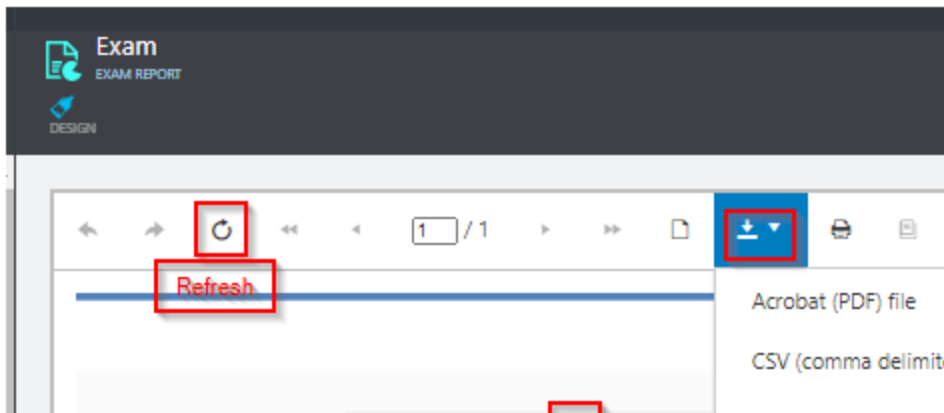 Exam
EXAM REPORT
DESIGN
1 / 1
Refresh
Acrobat (PDF) file
CSV (comma delimit